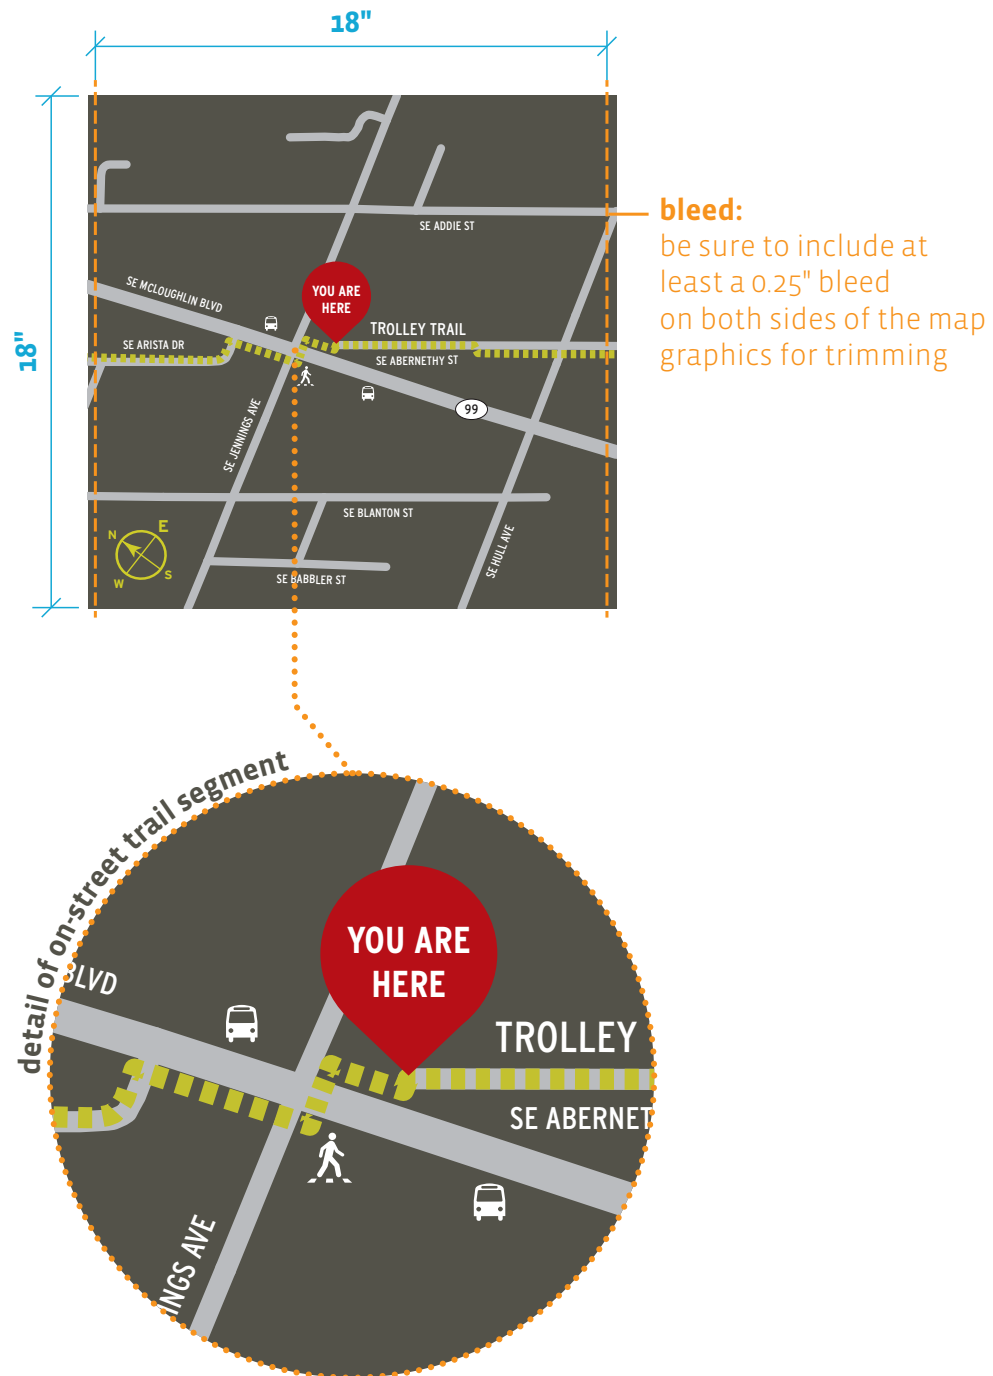 18"
18"
SE ADDIE ST
SE MCLOUGHLIN BLVD
YOU ARE
HERE
TROLLEY TRAIL
SE ARISTA DR
SE ABERNETHY ST
99
SE JENNINGS AVE
SE BLANTON ST
SE HULL AVE
SE BABBLER ST
N
E
W
S
bleed:
be sure to include at
least a 0.25" bleed
on both sides of the map
graphics for trimming
detail of on-street trail segment
BLVD
YOU ARE
HERE
TROLLEY
SE ABERNET
INGS AVE